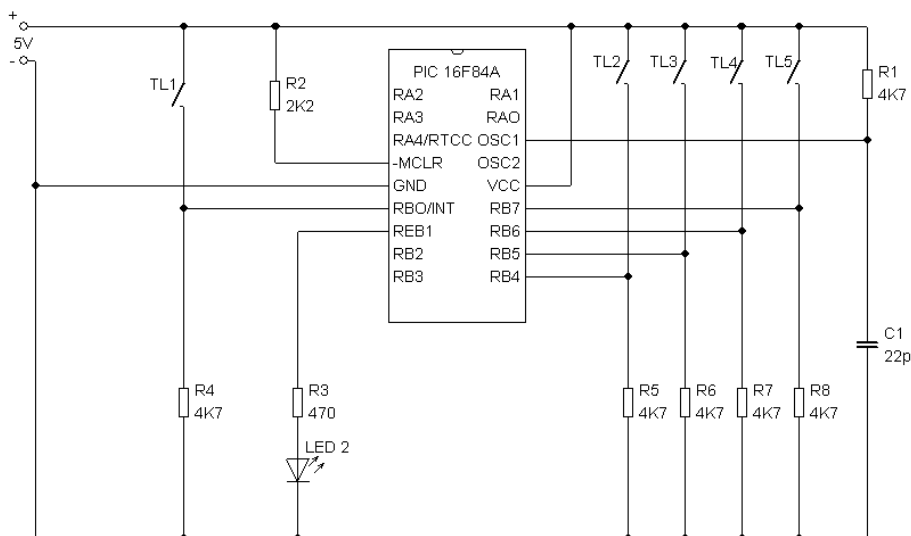 +
5V
-
TL1
R2
2K2
PIC 16F84A
RA2
RA3
RA4/RTCC
-MCLR
GND
RBO/INT
REB1
RB2
RB3
RA1
RAO
OSC1
OSC2
VCC
RB7
RB6
RB5
RB4
TL2
TL3
TL4
TL5
R1
4K7
C1
22p
R4
4K7
R3
470
LED 2
R5
4K7
R6
4K7
R7
4K7
R8
4K7